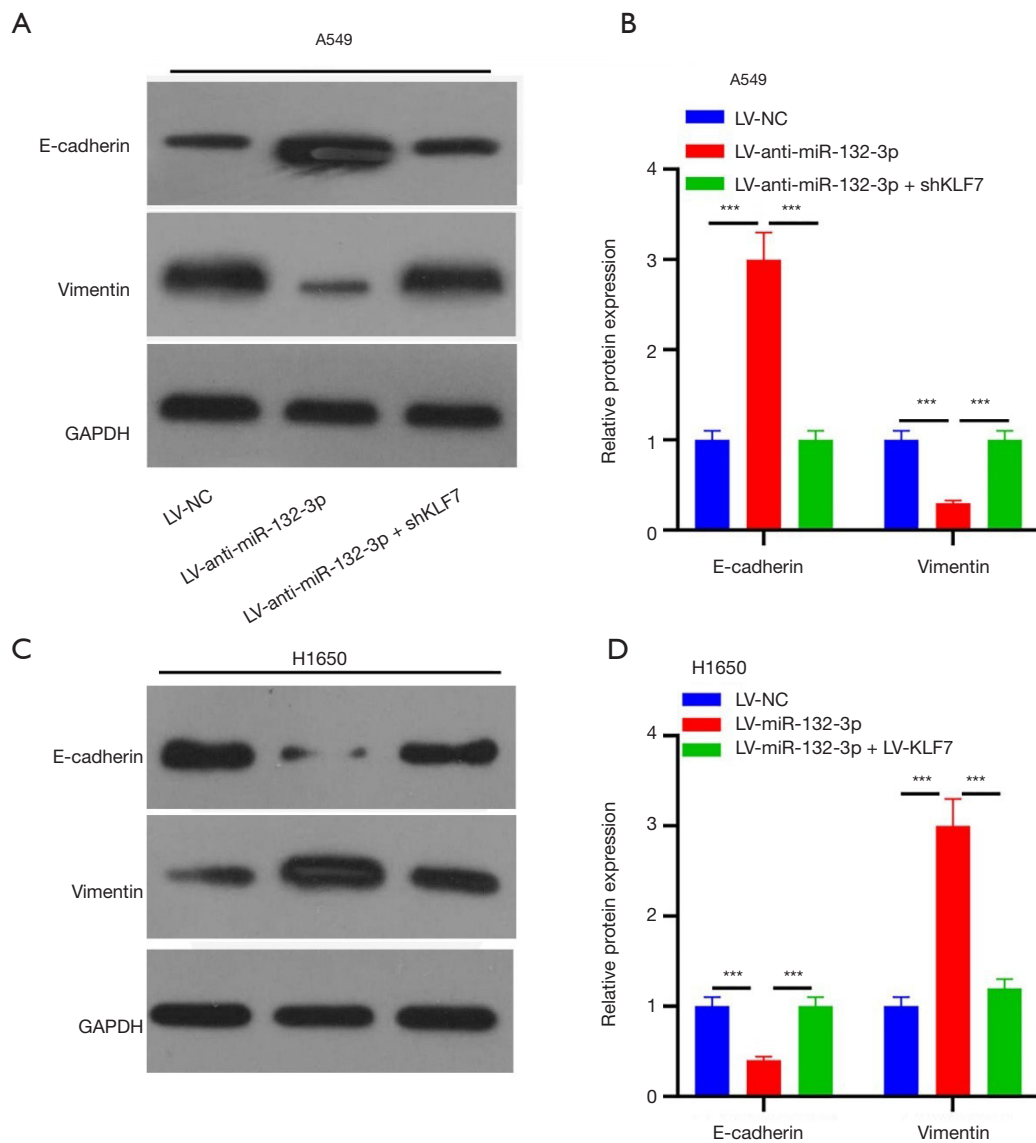 A
A549
E-cadherin
Vimentin
GAPDH
LV-NC
LV-anti-miR-132-3p
LV-anti-miR-132-3p + shKLF7
B
A549
LV-NC
LV-anti-miR-132-3p
LV-anti-miR-132-3p + shKLF7
Relative protein expression
4
3
2
1
0
*** ***
*** ***
E-cadherin Vimentin
C
H1650
E-cadherin
Vimentin
GAPDH
D
H1650
LV-NC
LV-miR-132-3p
LV-miR-132-3p + LV-KLF7
Relative protein expression
4
3
2
1
0
*** ***
*** ***
E-cadherin Vimentin